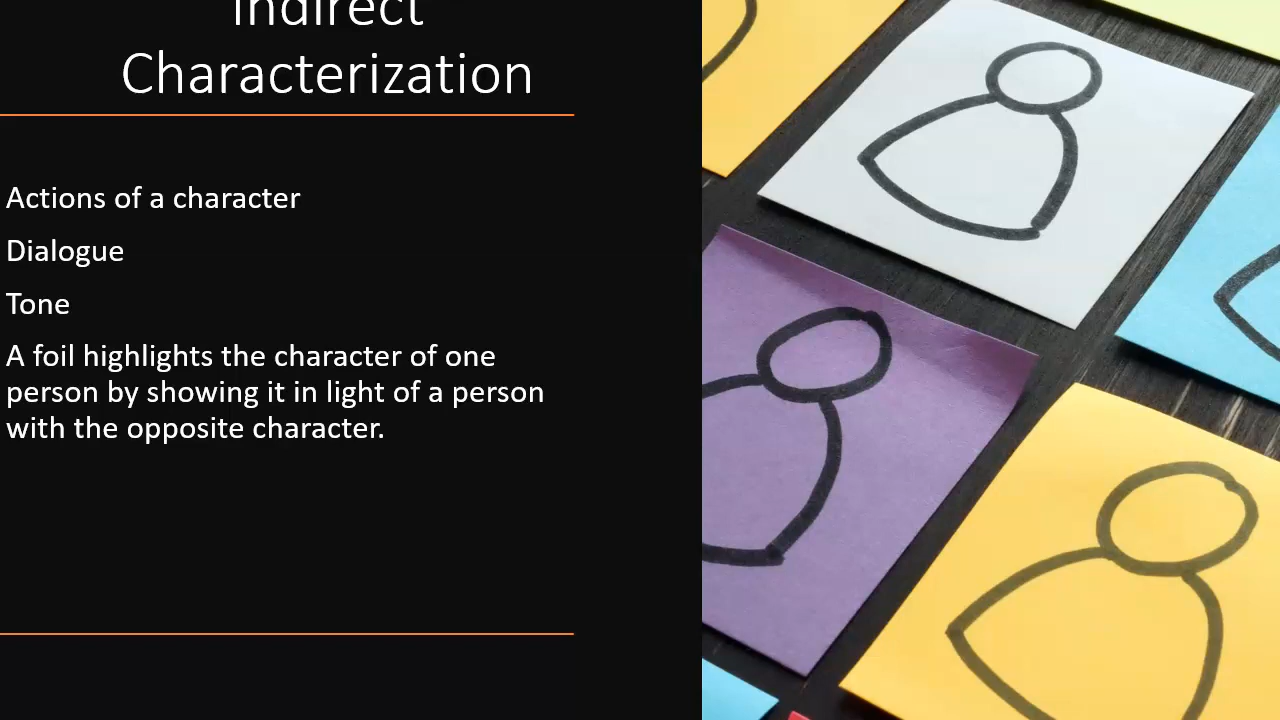 Indirect
Characterization
Actions of a character
Dialogue
Tone
A foil highlights the character of one
person by showing it in light of a person
with the opposite character.